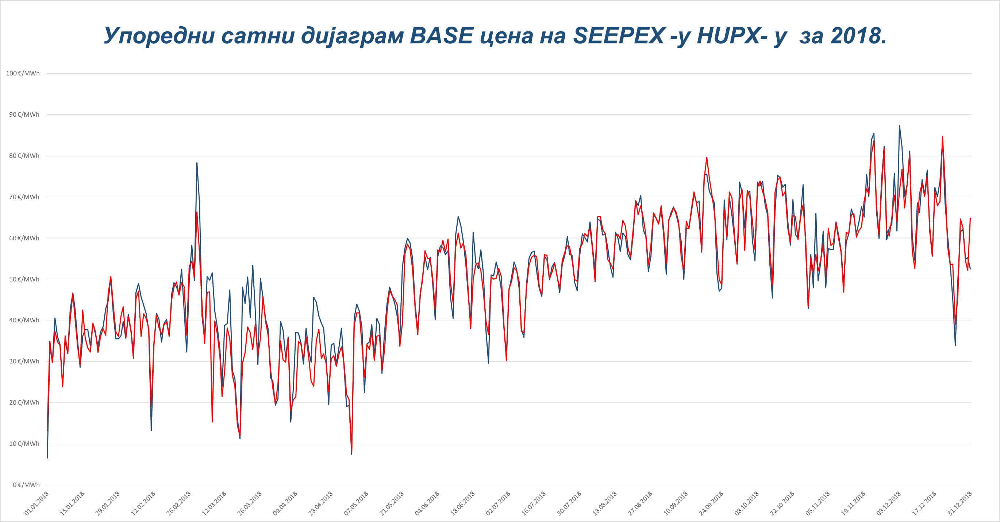 Упоредни сатни дијаграм BASE цена на SEEPEX -у HUPX- у за 2018.
100 €/MWh
90 €/MWh
80 €/MWh
70 €/MWh
60 €/MWh
50 €/MWh
40 €/MWh
30 €/MWh
20 €/MWh
10 €/MWh
0 €/MWh
01.01.2018
15.01.2018
29.01.2018
12.02.2018
26.02.2018
12.03.2018
26.03.2018
09.04.2018
23.04.2018
07.05.2018
21.05.2018
04.06.2018
18.06.2018
02.07.2018
16.07.2018
30.07.2018
13.08.2018
27.08.2018
10.09.2018
24.09.2018
08.10.2018
22.10.2018
05.11.2018
19.11.2018
03.12.2018
17.12.2018
31.12.2018